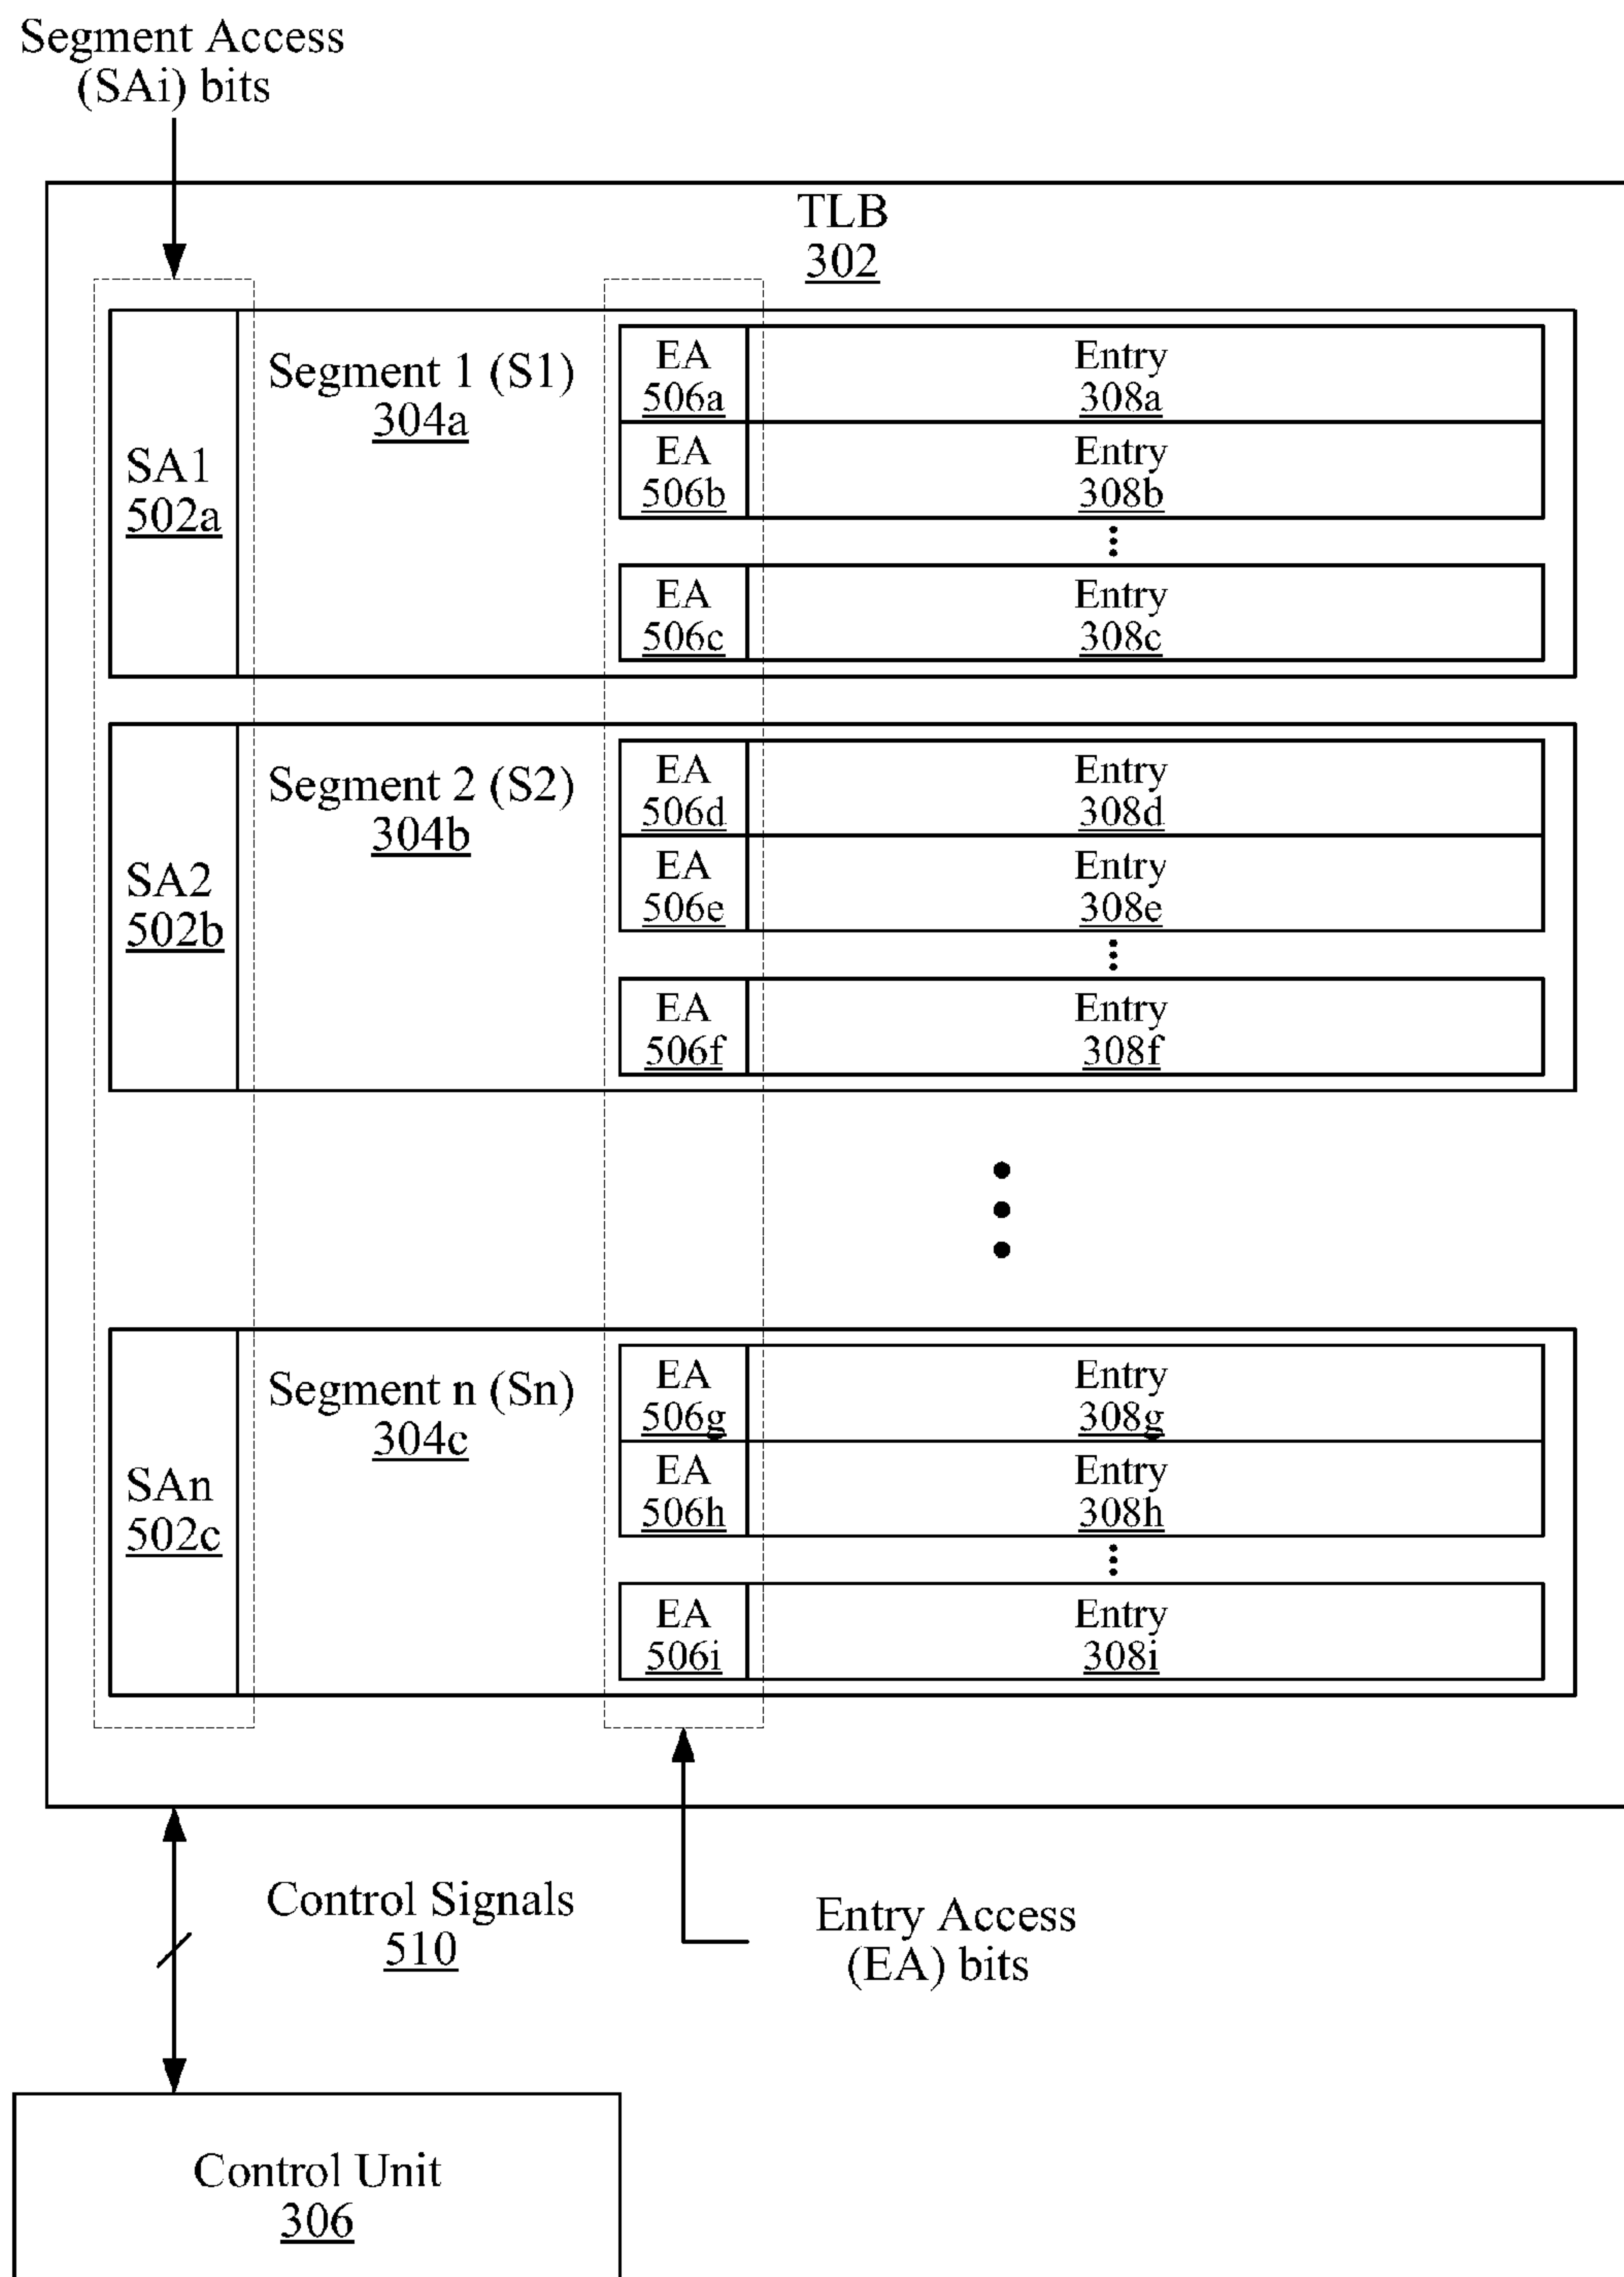 Segment Access
(SAi) bits
TLB
302
SA1
502a
Segment 1 (S1)
304a
EA
506a
Entry
308a
EA
506b
Entry
308b
EA
506c
Entry
308c
SA2
502b
Segment 2 (S2)
304b
EA
506d
Entry
308d
EA
506e
Entry
308e
EA
506f
Entry
308f
SAn
502c
Segment n (Sn)
304c
EA
506g
Entry
308g
EA
506h
Entry
308h
EA
506i
Entry
308i
Control Signals
510
Entry Access
(EA) bits
Control Unit
306